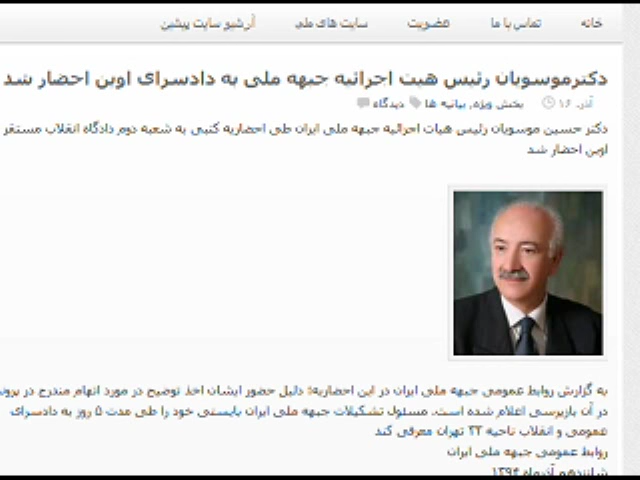 خانه تماس با ما عضویت سایت های ملی آرشیو سایت پیشین
دکترموسویان رئیس هیت اجرائیه جبهه ملی به دادسرای اوین احضار شد
آذر. ۱۶ بخش ویژه, بیانیه ها دیدگاه
دکتر حسین موسویان رئیس هیات اجرائیه جبهه ملی ایران طی احضاریه کتبی به شعبه دوم دادگاه انقلاب مستقر
اوین احضار شد
به گزارش روابط عمومی جبهه ملی ایران در این احضاریه؛ دلیل حضور ایشان اخذ توضیح در مورد اتهام مندرج در
در آن بازپرسی اعلام شده است. مسئول تشکیلات جبهه ملی ایران بایستی خود را طی مدت ۵ روز به دادسرای
عمومی و انقلاب ناحیه ۳۳ تهران معرفی کند
روابط عمومی جبهه ملی ایران
شانزدهم آذرماه ۱۳۹۴